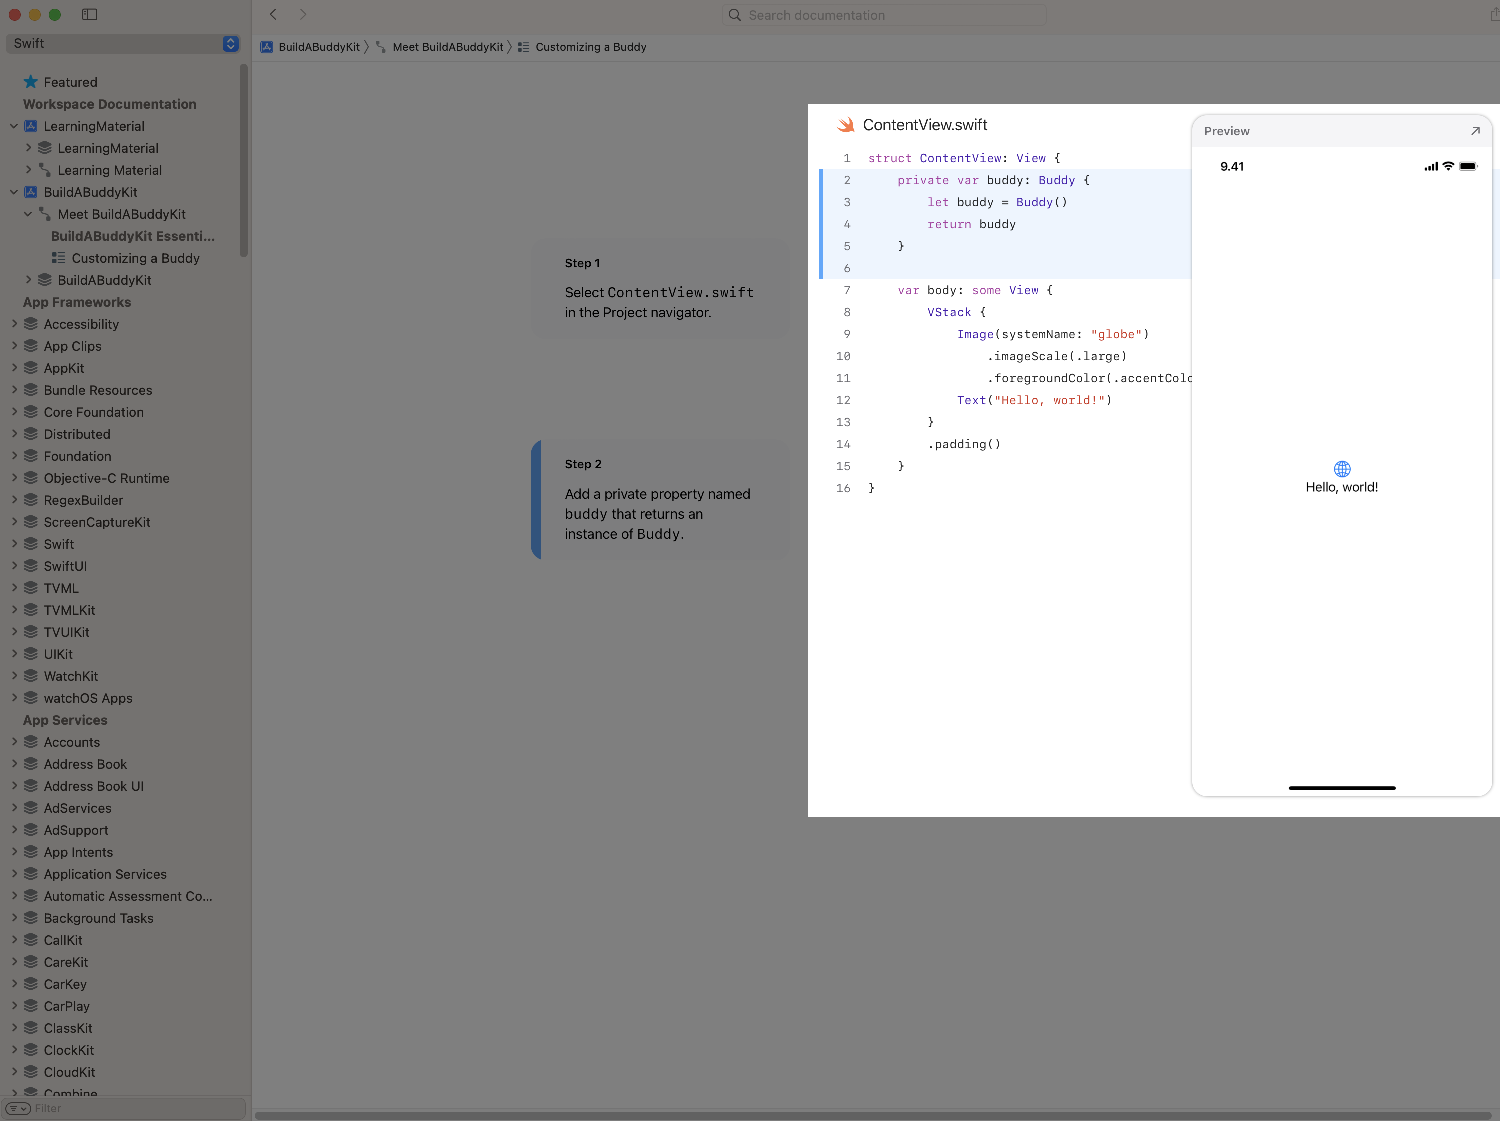 Search documentation
Swift
BuildABuddyKit
Meet BuildABuddyKit
Customizing a Buddy
Featured
Workspace Documentation
LearningMaterial
LearningMaterial
Learning Material
BuildABuddyKit
Meet BuildABuddyKit
BuildABuddyKit Essenti...
Customizing a Buddy
BuildABuddyKit
App Frameworks
Accessibility
App Clips
AppKit
Bundle Resources
Core Foundation
Distributed
Foundation
Objective-C Runtime
RegexBuilder
ScreenCaptureKit
Swift
SwiftUI
TVML
TVMLKit
TVUIKit
UIKit
WatchKit
watchOS Apps
App Services
Accounts
Address Book
Address Book UI
AdServices
AdSupport
App Intents
Application Services
Automatic Assessment Co...
Background Tasks
CallKit
CareKit
CarKey
CarPlay
ClassKit
ClockKit
CloudKit
Combine
Filter
Step 1
Select ContentView.swift
in the Project navigator.
Step 2
Add a private property named
buddy that returns an
instance of Buddy.
ContentView.swift
1 struct ContentView: View {
2 private var buddy: Buddy {
3 let buddy = Buddy()
4 return buddy
5 }
6
7 var body: some View {
8 VStack {
9 Image(systemName: "globe")
10 .imageScale(.large)
11 .foregroundColor(.accentColo
12 Text("Hello, world!")
13 }
14 .padding()
15 }
16 }
Preview
9.41
Hello, world!